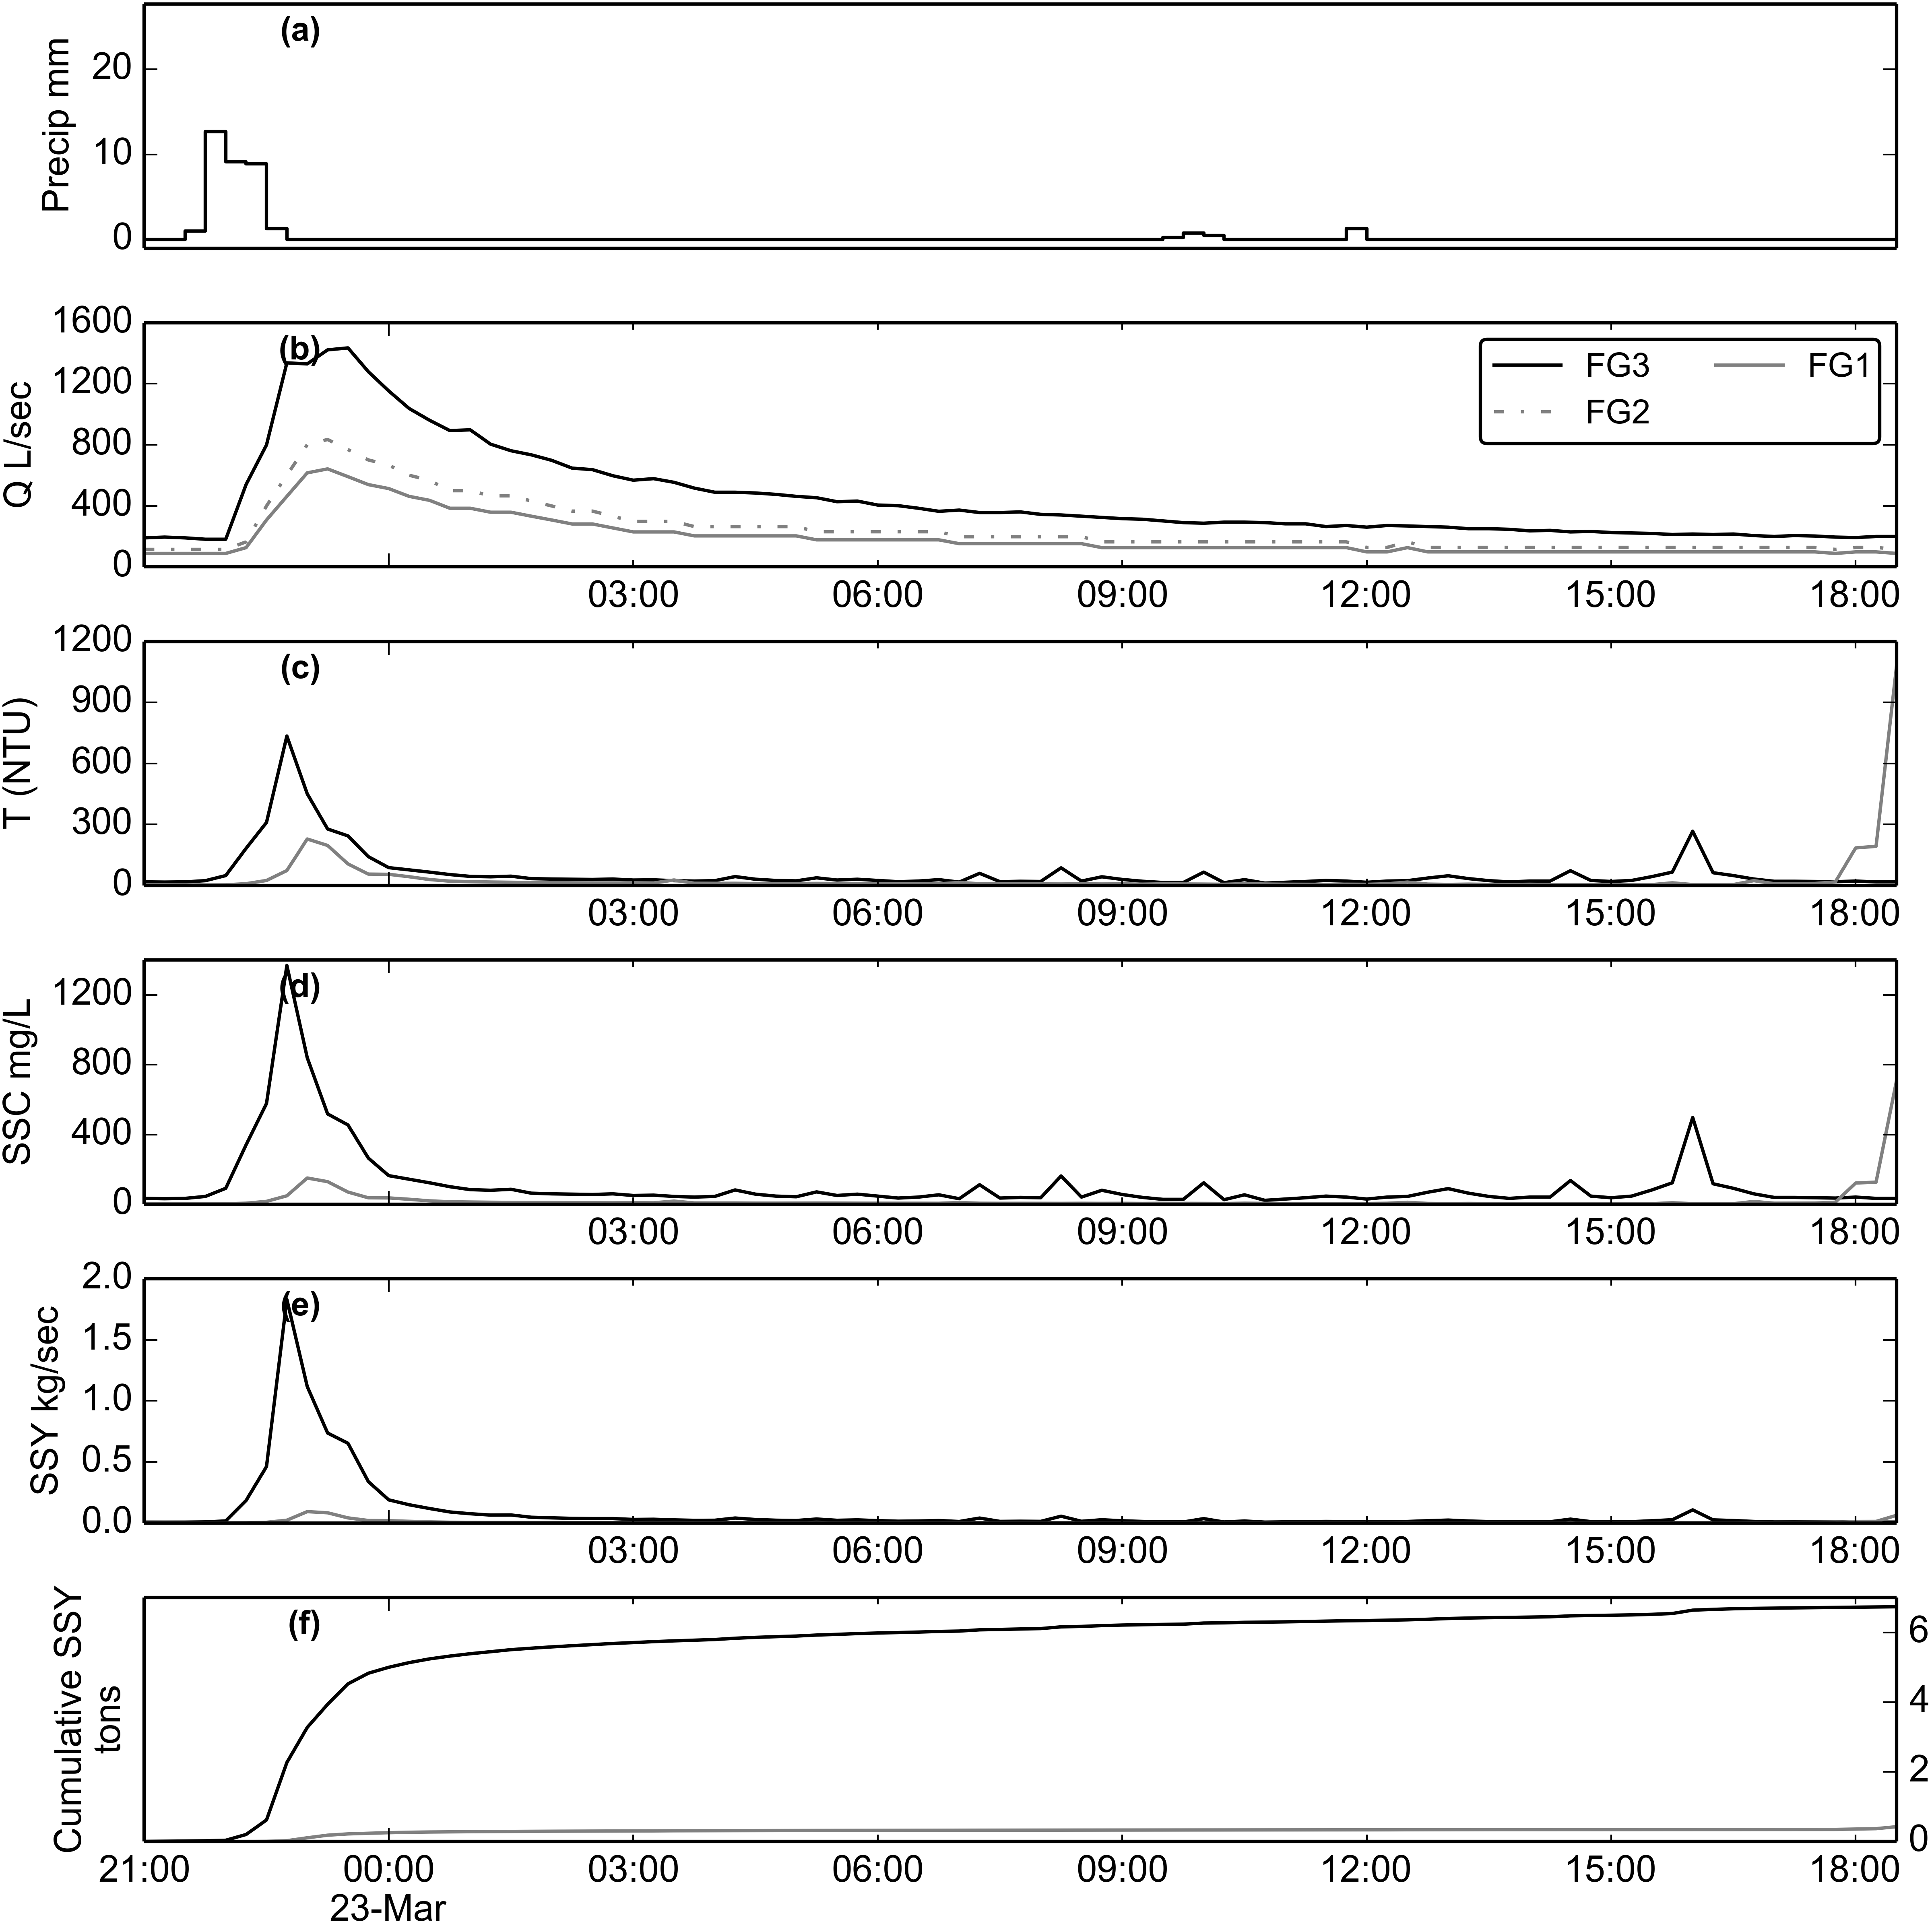 (a)
Precip mm
20
10
0
(b)
Q L/sec
1600
1200
800
400
0
FG3 FG1
FG2
03:00 06:00 09:00 12:00 15:00 18:00
(c)
T (NTU)
1200
900
600
300
0
03:00 06:00 09:00 12:00 15:00 18:00
(d)
SSC mg/L
1200
800
400
0
03:00 06:00 09:00 12:00 15:00 18:00
(e)
SSY kg/sec
2.0
1.5
1.0
0.5
0.0
03:00 06:00 09:00 12:00 15:00 18:00
(f)
Cumulative SSY
tons
6
4
2
0
21:00 00:00 03:00 06:00 09:00 12:00 15:00 18:00
23-Mar